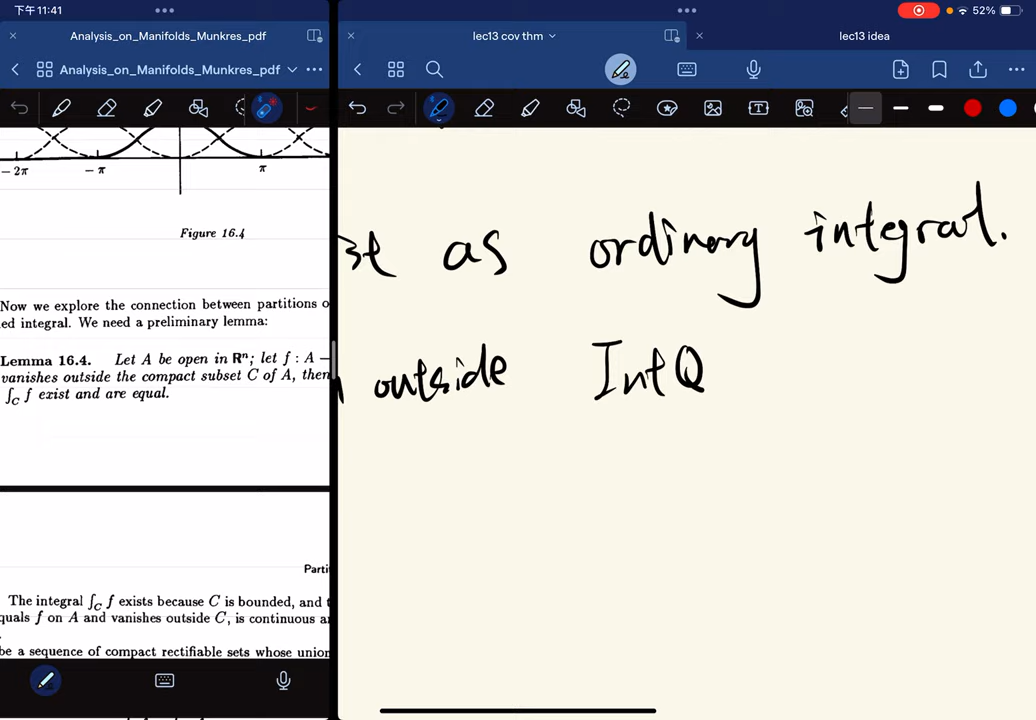 下午11:41
52%
Analysis_on_Manifolds_Munkres_pdf
lec13 cov thm
lec13 idea
Analysis_on_Manifolds_Munkres_pdf
T
− 2π
− π
π
Figure 16.4
Now we explore the connection between partitions o
ed integral. We need a preliminary lemma:
Lemma 16.4. Let A be open in Rⁿ; let f : A −
vanishes outside the compact subset C of A, then
∫_C f exist and are equal.
Parti
The integral ∫_C f exists because C is bounded, and
quals f on A and vanishes outside C, is continuous a
be a sequence of compact rectifiable sets whose union
as ordinary integral.
outside Int Q